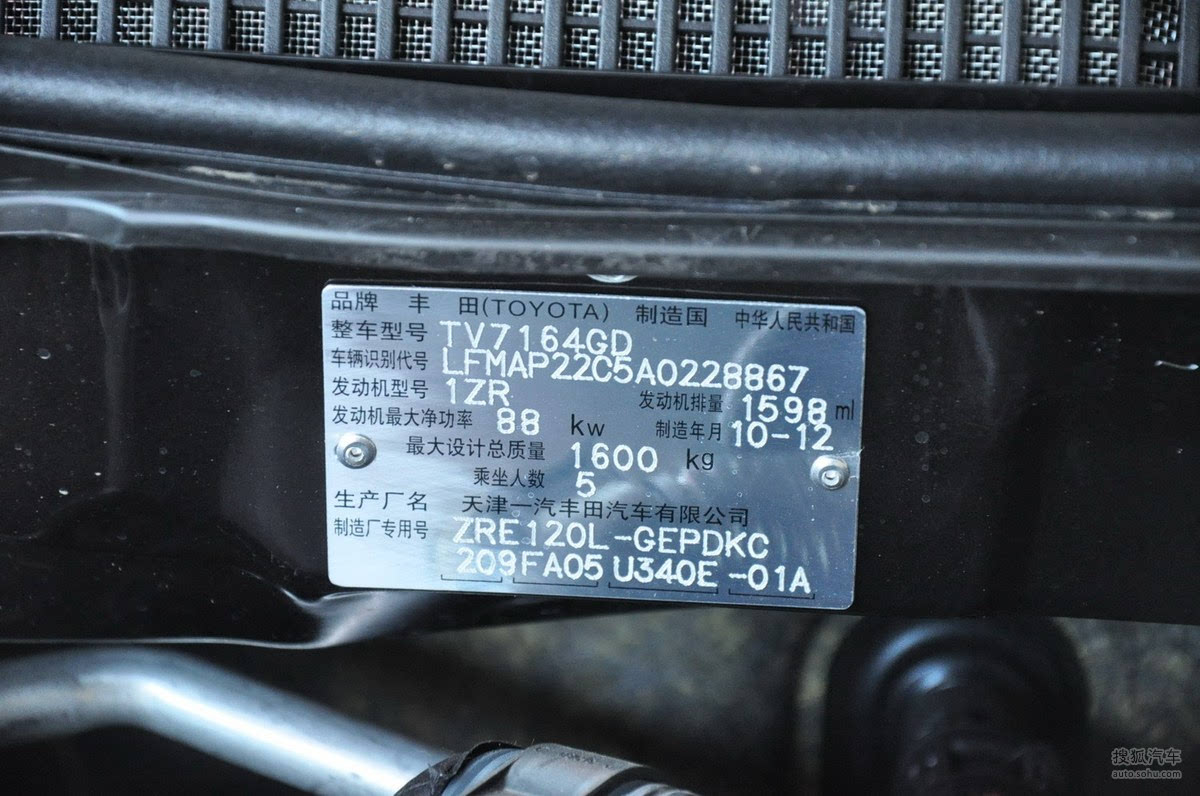 品牌 丰 田(TOYOTA) 制造国 中华人民共和国
整车型号 TV7164GD
车辆识别代号 LFMAP22C5A0228867
发动机型号 1ZR 发动机排量 1598 ml
发动机最大净功率 88 kw 制造年月 10-12
最大设计总质量 1600 kg
乘坐人数 5
生产厂名 天津一汽丰田汽车有限公司
制造厂专用号 ZRE120L-GEPDKC
209 FA05 U340E -01A
搜狐汽车
auto.sohu.com